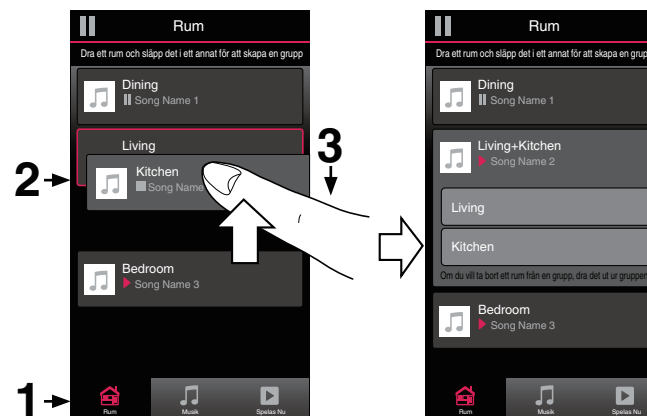 Rum
Dra ett rum och släpp det i ett annat för att skapa en grupp
Dining
Song Name 1
Living
Kitchen
Song Name
Bedroom
Song Name 3
Rum
Musik
Spelas Nu
1
2
3
Rum
Dra ett rum och släpp det i ett annat för att skapa en grupp
Dining
Song Name 1
Living+Kitchen
Song Name 2
Living
Kitchen
Om du vill ta bort ett rum från en grupp, dra det ut ur gruppen
Bedroom
Song Name 3
Rum
Musik
Spelas Nu